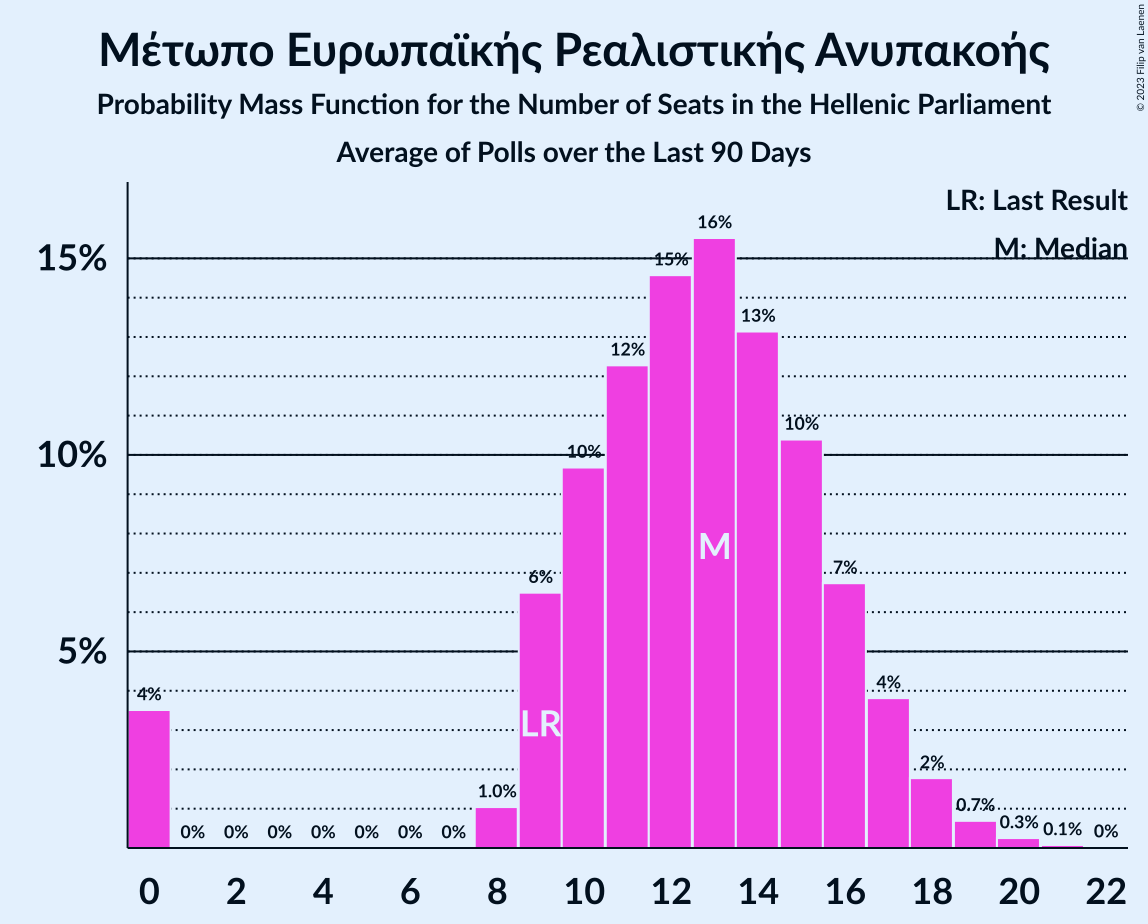 Μέτωπο Ευρωπαϊκής Ρεαλιστικής Ανυπακοής
Probability Mass Function for the Number of Seats in the Hellenic Parliament
Average of Polls over the Last 90 Days
© 2023 Filip van Laenen
LR: Last Result
M: Median
15%
10%
5%
4%
0%
0%
0%
0%
0%
0%
0%
1.0%
6%
10%
12%
15%
16%
13%
10%
7%
4%
2%
0.7%
0.3%
0.1%
0%
LR
M
0 2 4 6 8 10 12 14 16 18 20 22